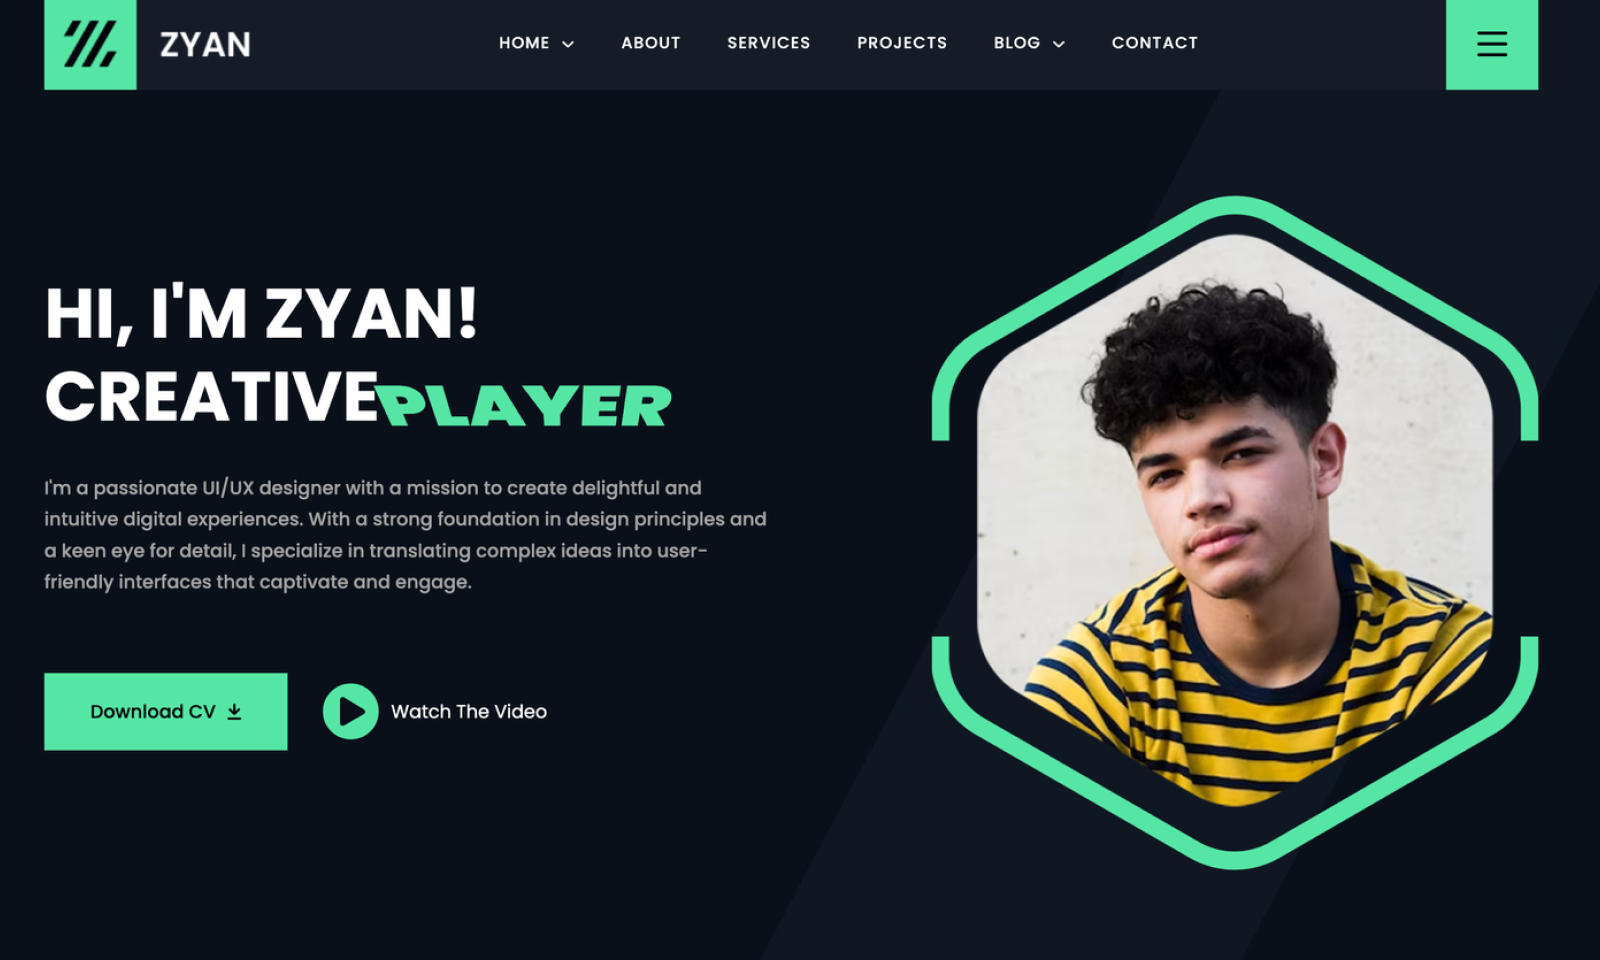 ZYAN
HOME
ABOUT
SERVICES
PROJECTS
BLOG
CONTACT
HI, I'M ZYAN!
CREATIVE PLAYER
I'm a passionate UI/UX designer with a mission to create delightful and
intuitive digital experiences. With a strong foundation in design principles and
a keen eye for detail, I specialize in translating complex ideas into user-
friendly interfaces that captivate and engage.
Download CV
Watch The Video